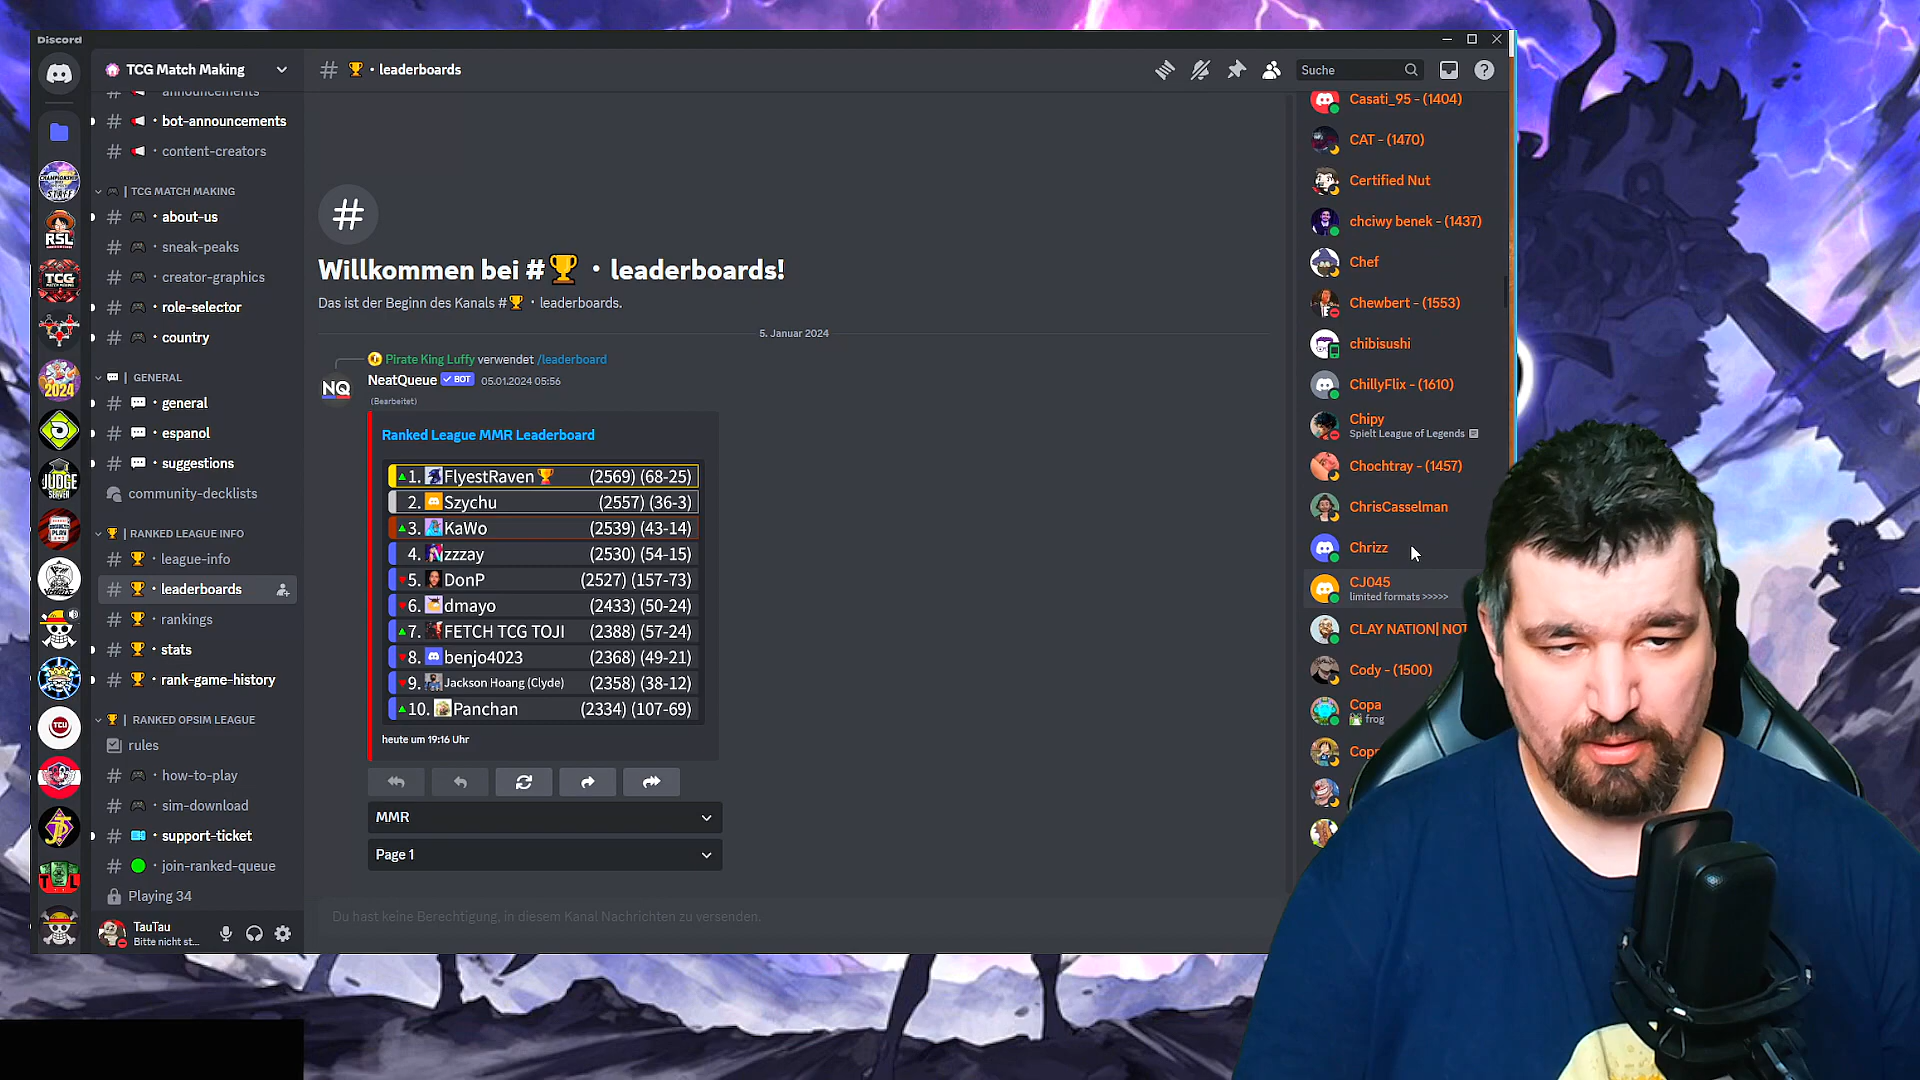 Discord
TCG Match Making
announcements
bot-announcements
content-creators
| TCG MATCH MAKING
about-us
sneak-peaks
creator-graphics
role-selector
country
| GENERAL
general
espanol
suggestions
community-decklists
| RANKED LEAGUE INFO
league-info
leaderboards
rankings
stats
rank-game-history
| RANKED OPSIM LEAGUE
rules
how-to-play
sim-download
support-ticket
join-ranked-queue
Playing 34
TauTau
Bitte nicht st...
RSL
TCG
2024
JUDGE
TCU
# 🏆 • leaderboards
Suche
Willkommen bei #🏆 • leaderboards!
Das ist der Beginn des Kanals #🏆 • leaderboards.
5. Januar 2024
Pirate King Luffy verwendet /leaderboard
NQ
NeatQueue ✓ BOT 05.01.2024 05:56
(Bearbeitet)
Ranked League MMR Leaderboard
1. FlyestRaven🏆 (2569) (68-25)
2. Szychu (2557) (36-3)
3. KaWo (2539) (43-14)
4. zzzay (2530) (54-15)
5. DonP (2527) (157-73)
6. dmayo (2433) (50-24)
7. FETCH TCG TOJI (2388) (57-24)
8. benjo4023 (2368) (49-21)
9. Jackson Hoang (Clyde) (2358) (38-12)
10. Panchan (2334) (107-69)
heute um 19:16 Uhr
MMR
Page 1
Du hast keine Berechtigung, in diesem Kanal Nachrichten zu versenden.
Casati_95 - (1404)
CAT - (1470)
Certified Nut
chciwy benek - (1437)
Chef
Chewbert - (1553)
chibisushi
ChillyFlix - (1610)
Chipy
Spielt League of Legends
Chochtray - (1457)
ChrisCasselman
Chrizz
CJ045
limited formats >>>>>
CLAY NATION| NOT
Cody - (1500)
Copa
frog